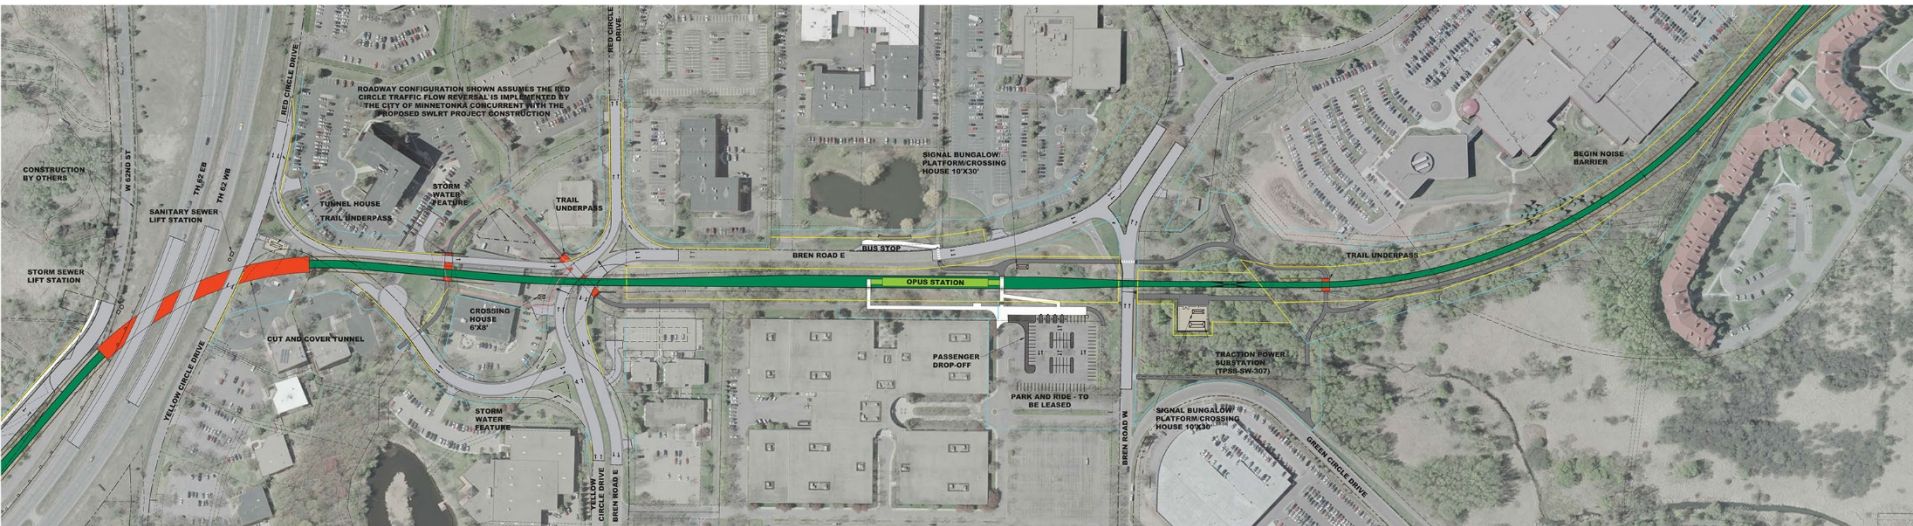 ROADWAY CONFIGURATION SHOWN ASSUMES THE RED
CIRCLE TRAFFIC FLOW REVERSAL IS IMPLEMENTED BY
THE CITY OF MINNETONKA CONCURRENT WITH THE
PROPOSED SWLRT PROJECT CONSTRUCTION
RED CIRCLE DRIVE
RED CIRCLE
DRIVE
CONSTRUCTION
BY OTHERS
W 62ND ST
TH 62 EB
TH 62 WB
SANITARY SEWER
LIFT STATION
STORM SEWER
LIFT STATION
TUNNEL HOUSE
TRAIL UNDERPASS
STORM
WATER
FEATURE
TRAIL
UNDERPASS
SIGNAL BUNGALOW/
PLATFORM/CROSSING
HOUSE 10'X30'
BEGIN NOISE
BARRIER
BUS STOP
BREN ROAD E
OPUS STATION
TRAIL UNDERPASS
CROSSING
HOUSE
6'X8'
CUT AND COVER TUNNEL
YELLOW CIRCLE DRIVE
STORM
WATER
FEATURE
PASSENGER
DROP-OFF
PARK AND RIDE - TO
BE LEASED
TRACTION POWER
SUBSTATION
(TPSS-SW-307)
SIGNAL BUNGALOW/
PLATFORM/CROSSING
HOUSE 10'X30'
BREN ROAD W
GREEN CIRCLE DRIVE
YELLOW
CIRCLE DRIVE
BREN ROAD E